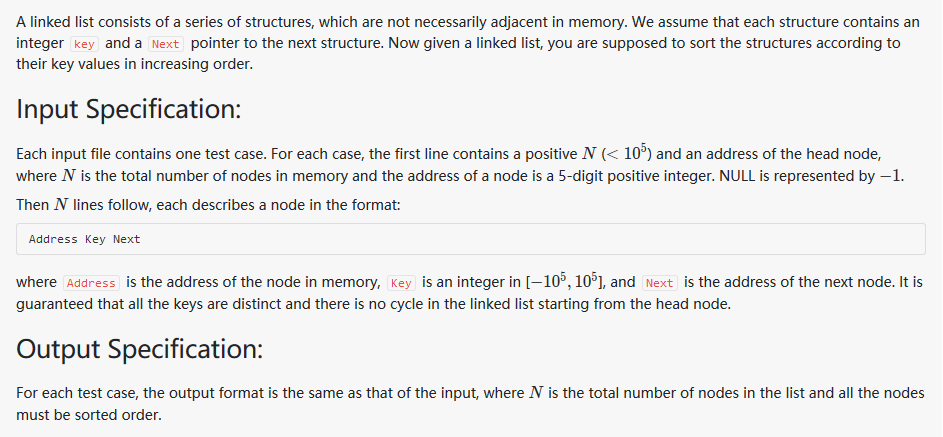 A linked list consists of a series of structures, which are not necessarily adjacent in memory. We assume that each structure contains an
integer key and a Next pointer to the next structure. Now given a linked list, you are supposed to sort the structures according to
their key values in increasing order.
Input Specification:
Each input file contains one test case. For each case, the first line contains a positive N (< 10⁵) and an address of the head node,
where N is the total number of nodes in memory and the address of a node is a 5-digit positive integer. NULL is represented by −1.
Then N lines follow, each describes a node in the format:
Address Key Next
where Address is the address of the node in memory, Key is an integer in [−10⁵, 10⁵], and Next is the address of the next node. It is
guaranteed that all the keys are distinct and there is no cycle in the linked list starting from the head node.
Output Specification:
For each test case, the output format is the same as that of the input, where N is the total number of nodes in the list and all the nodes
must be sorted order.